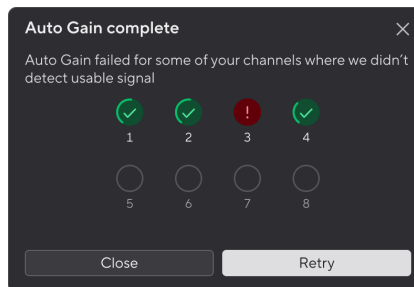 Auto Gain complete
Auto Gain failed for some of your channels where we didn't
detect usable signal
!
1 2 3 4
5 6 7 8
Close Retry